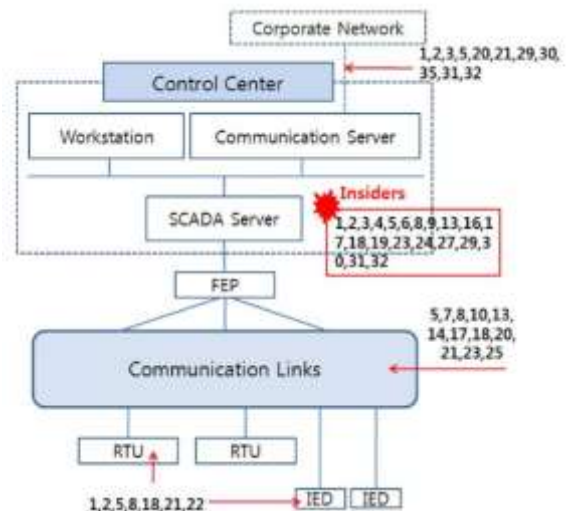 Corporate Network
1,2,3,5,20,21,29,30,
35,31,32
Control Center
Workstation
Communication Server
Insiders
SCADA Server
1,2,3,4,5,6,8,9,13,16,1
7,18,19,23,24,27,29,3
0,31,32
FEP
5,7,8,10,13,
14,17,18,20,
21,23,25
Communication Links
RTU
RTU
1,2,5,8,18,21,22
IED
IED